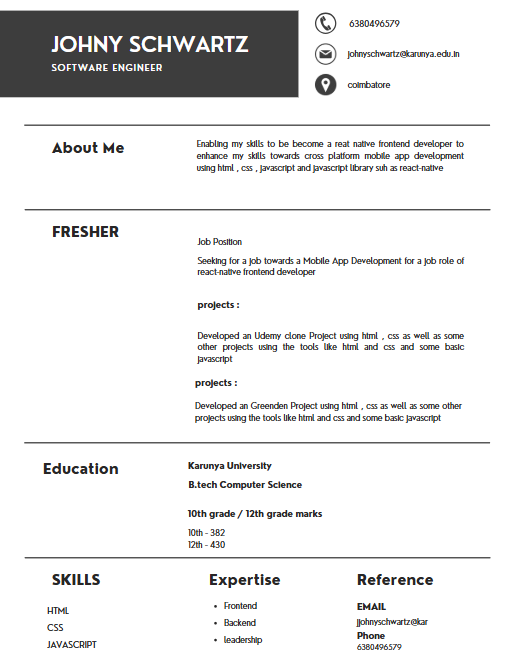 JOHNY SCHWARTZ
SOFTWARE ENGINEER
6380496579
johnyschwartz@karunya.edu.in
coimbatore
About Me
Enabling my skills to be become a reat native frontend developer to
enhance my skills towards cross platform mobile app development
using html , css , javascript and javascript library suh as react-native
FRESHER
Job Position
Seeking for a job towards a Mobile App Development for a job role of
react-native frontend developer
projects :
Developed an Udemy clone Project using html , css as well as some
other projects using the tools like html and css and some basic
javascript
projects :
Developed an Greenden Project using html , css as well as some other
projects using the tools like html and css and some basic javascript
Education
Karunya University
B.tech Computer Science
10th grade / 12th grade marks
10th - 382
12th - 430
SKILLS
HTML
CSS
JAVASCRIPT
Expertise
• Frontend
• Backend
• leadership
Reference
EMAIL
jjohnyschwartz@kar
Phone
6380496579